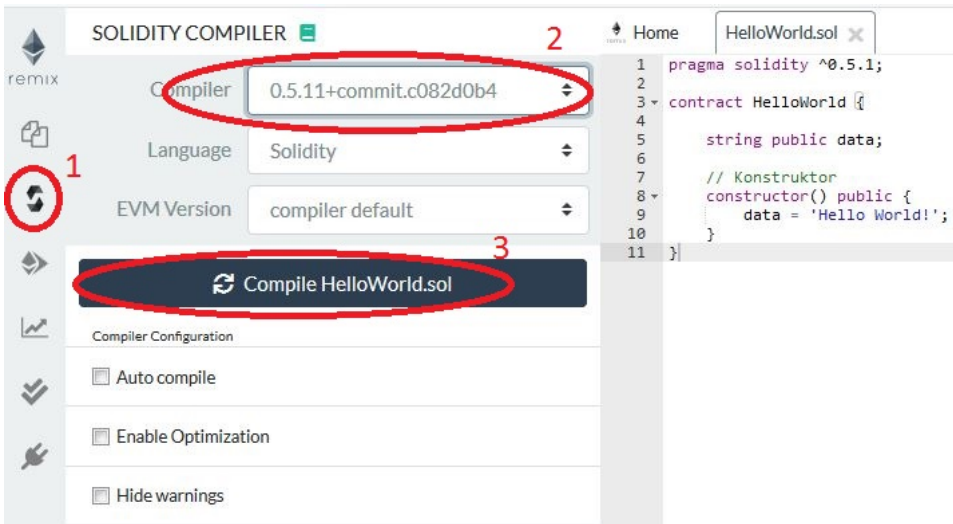 remix
1
SOLIDITY COMPILER
2
Compiler
0.5.11+commit.c082d0b4
Language
Solidity
EVM Version
compiler default
3
Compile HelloWorld.sol
Compiler Configuration
Auto compile
Enable Optimization
Hide warnings
Home
HelloWorld.sol
1 pragma solidity ^0.5.1;
2
3 contract HelloWorld {
4
5     string public data;
6
7     // Konstruktor
8     constructor() public {
9         data = 'Hello World!';
10     }
11 }